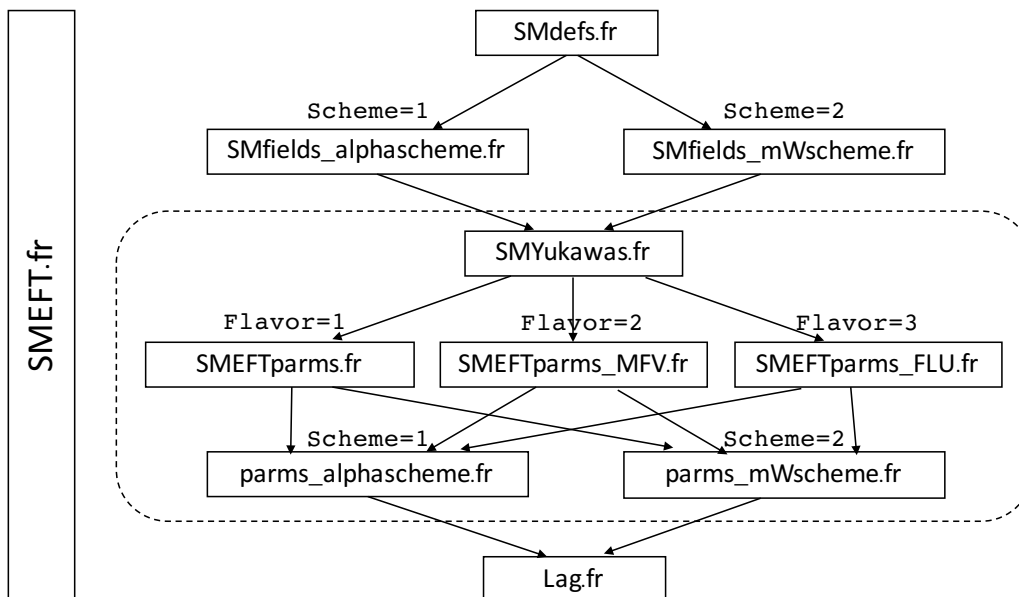 SMEFT.fr
SMdefs.fr
Scheme=1
Scheme=2
SMfields_alphascheme.fr
SMfields_mWscheme.fr
SMYukawas.fr
Flavor=1
Flavor=2
Flavor=3
SMEFTparms.fr
SMEFTparms_MFV.fr
SMEFTparms_FLU.fr
Scheme=1
Scheme=2
parms_alphascheme.fr
parms_mWscheme.fr
Lag.fr